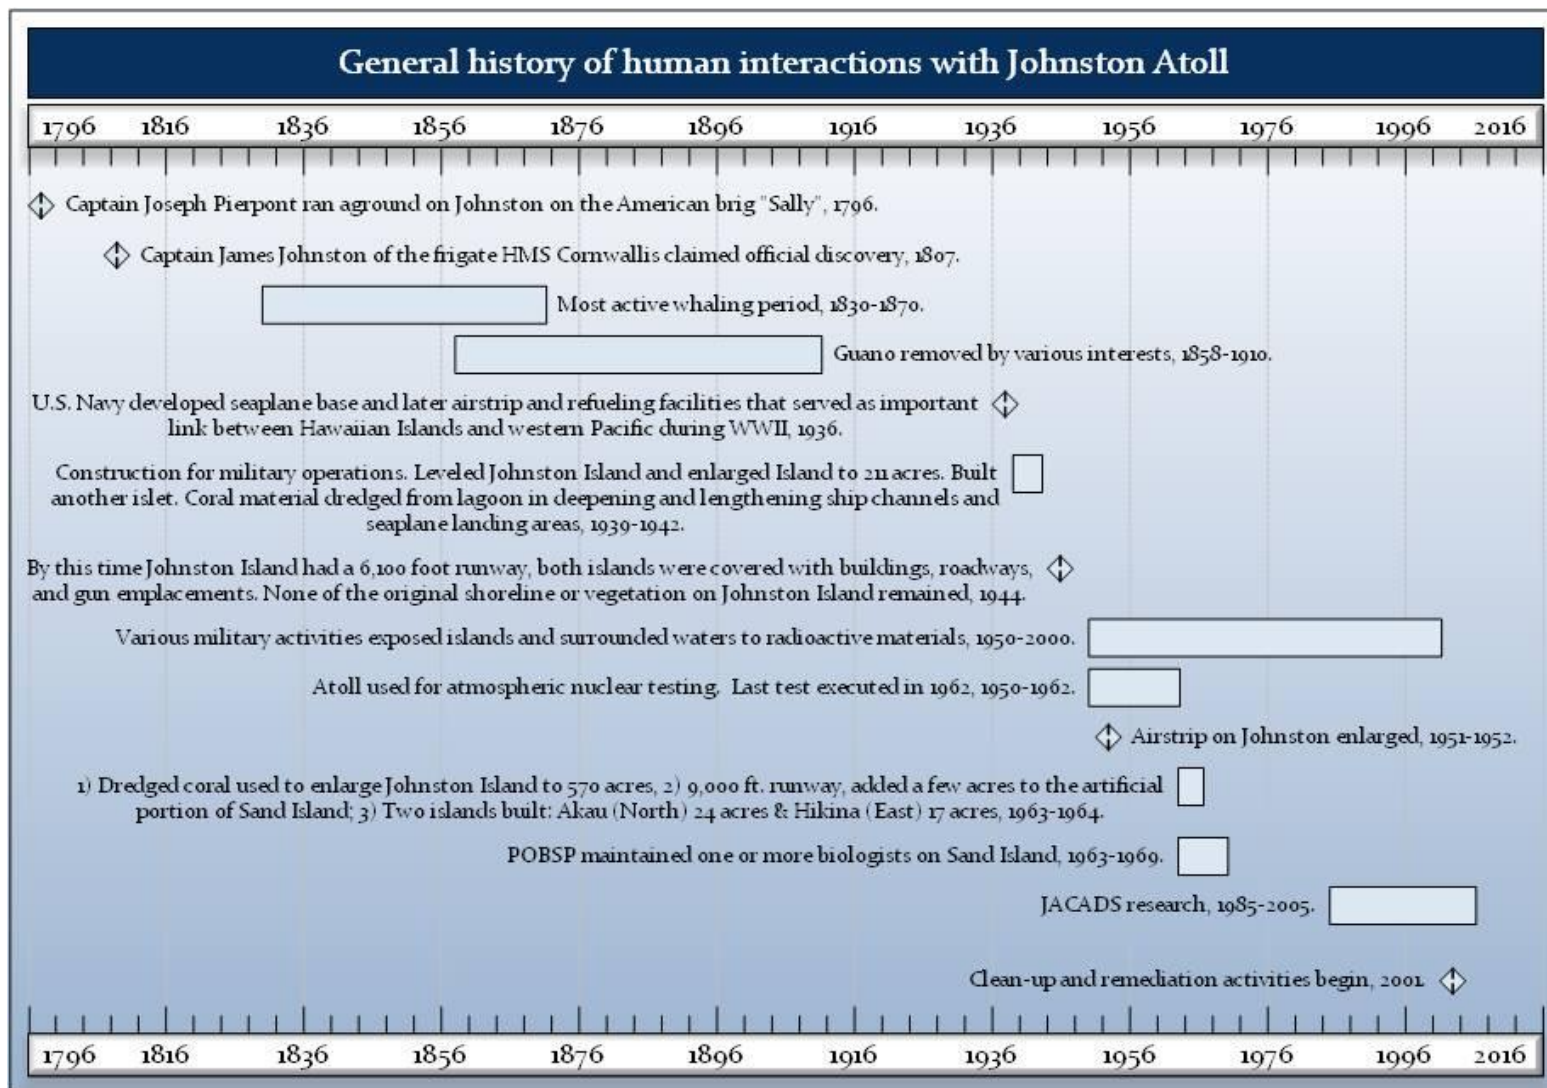 General history of human interactions with Johnston Atoll
1796 1816 1836 1856 1876 1896 1916 1936 1956 1976 1996 2016
Captain Joseph Pierpont ran aground on Johnston on the American brig "Sally", 1796.
Captain James Johnston of the frigate HMS Cornwallis claimed official discovery, 1807.
Most active whaling period, 1830-1870.
Guano removed by various interests, 1858-1910.
U.S. Navy developed seaplane base and later airstrip and refueling facilities that served as important
link between Hawaiian Islands and western Pacific during WWII, 1936.
Construction for military operations. Leveled Johnston Island and enlarged Island to 211 acres. Built
another islet. Coral material dredged from lagoon in deepening and lengthening ship channels and
seaplane landing areas, 1939-1942.
By this time Johnston Island had a 6,100 foot runway, both islands were covered with buildings, roadways,
and gun emplacements. None of the original shoreline or vegetation on Johnston Island remained, 1944.
Various military activities exposed islands and surrounded waters to radioactive materials, 1950-2000.
Atoll used for atmospheric nuclear testing. Last test executed in 1962, 1950-1962.
Airstrip on Johnston enlarged, 1951-1952.
1) Dredged coral used to enlarge Johnston Island to 570 acres, 2) 9,000 ft. runway, added a few acres to the artificial
portion of Sand Island; 3) Two islands built: Akau (North) 24 acres & Hikina (East) 17 acres, 1963-1964.
POBSP maintained one or more biologists on Sand Island, 1963-1969.
JACADS research, 1985-2005.
Clean-up and remediation activities begin, 2001.
1796 1816 1836 1856 1876 1896 1916 1936 1956 1976 1996 2016